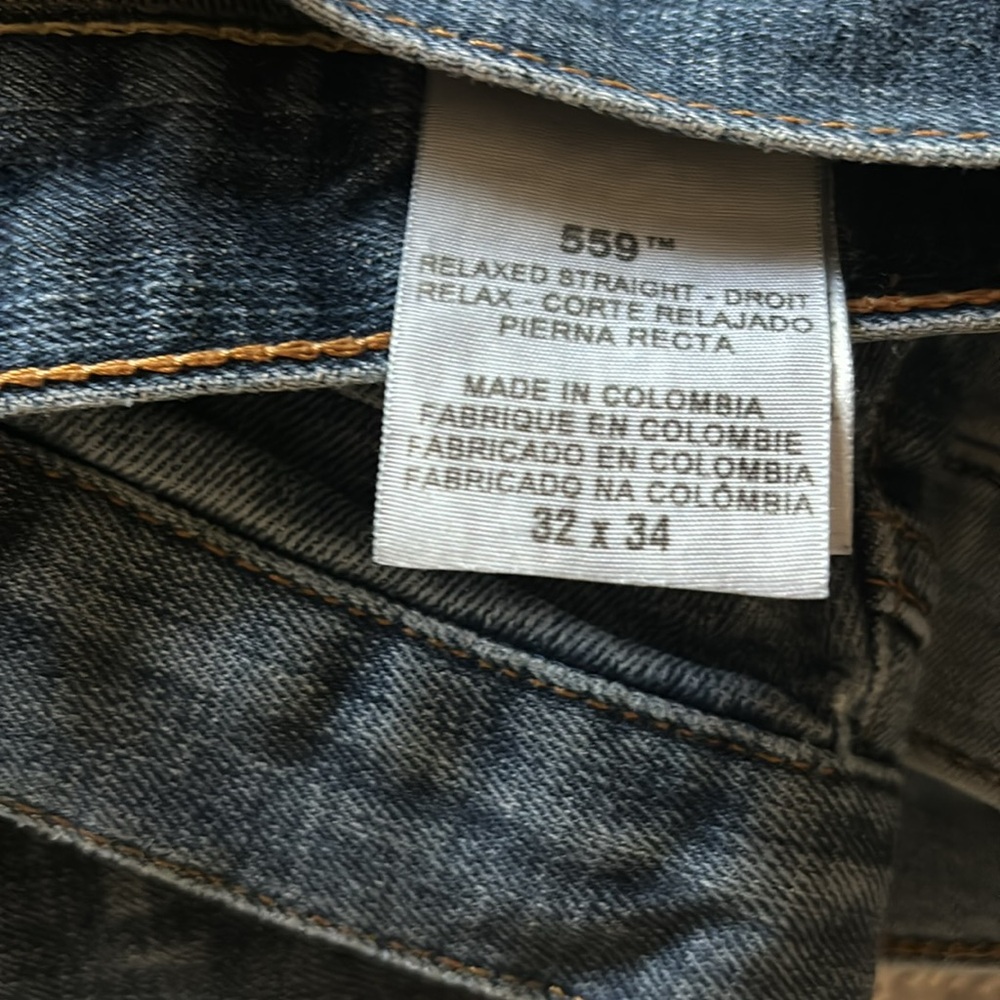 559™
RELAXED STRAIGHT - DROIT
RELAX - CORTE RELAJADO
PIERNA RECTA
MADE IN COLOMBIA
FABRIQUÉ EN COLOMBIE
FABRICADO EN COLOMBIA
FABRICADO NA COLÔMBIA
32 x 34